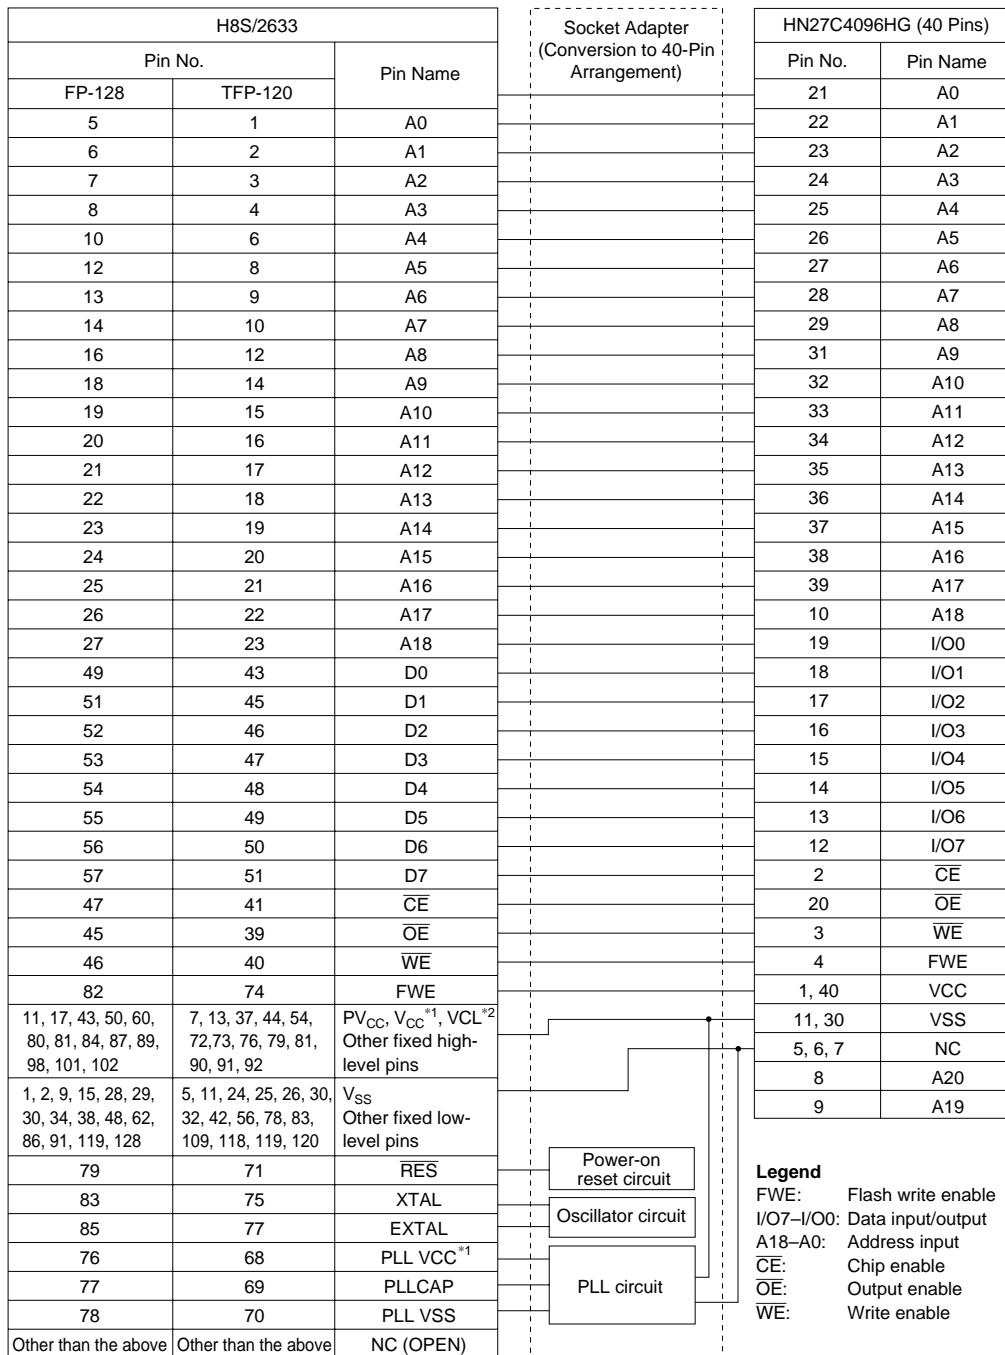 H8S/2633
Socket Adapter
(Conversion to 40-Pin
Arrangement)
HN27C4096HG (40 Pins)
Pin No.
Pin Name
Pin No. Pin Name
FP-128 TFP-120
21 A0
5 1 A0 22 A1
6 2 A1 23 A2
7 3 A2 24 A3
8 4 A3 25 A4
10 6 A4 26 A5
12 8 A5 27 A6
13 9 A6 28 A7
14 10 A7 29 A8
16 12 A8 31 A9
18 14 A9 32 A10
19 15 A10 33 A11
20 16 A11 34 A12
21 17 A12 35 A13
22 18 A13 36 A14
23 19 A14 37 A15
24 20 A15 38 A16
25 21 A16 39 A17
26 22 A17 10 A18
27 23 A18 19 I/O0
49 43 D0 18 I/O1
51 45 D1 17 I/O2
52 46 D2 16 I/O3
53 47 D3 15 I/O4
54 48 D4 14 I/O5
55 49 D5 13 I/O6
56 50 D6 12 I/O7
57 51 D7 2 C̅E̅
47 41 C̅E̅ 20 O̅E̅
45 39 O̅E̅ 3 W̅E̅
46 40 W̅E̅ 4 FWE
82 74 FWE 1, 40 VCC
11, 17, 43, 50, 60, 7, 13, 37, 44, 54, PVCC, VCC*1, VCL*2 11, 30 VSS
80, 81, 84, 87, 89, 72,73, 76, 79, 81, Other fixed high- 5, 6, 7 NC
98, 101, 102 90, 91, 92 level pins 8 A20
1, 2, 9, 15, 28, 29, 5, 11, 24, 25, 26, 30, VSS 9 A19
30, 34, 38, 48, 62, 32, 42, 56, 78, 83, Other fixed low-
86, 91, 119, 128 109, 118, 119, 120 level pins
79 71 R̅E̅S̅
Power-on
reset circuit
83 75 XTAL
85 77 EXTAL
Oscillator circuit
76 68 PLL VCC*1
77 69 PLLCAP
PLL circuit
78 70 PLL VSS
Other than the above Other than the above NC (OPEN)
Legend
FWE: Flash write enable
I/O7–I/O0: Data input/output
A18–A0: Address input
C̅E̅: Chip enable
O̅E̅: Output enable
W̅E̅: Write enable